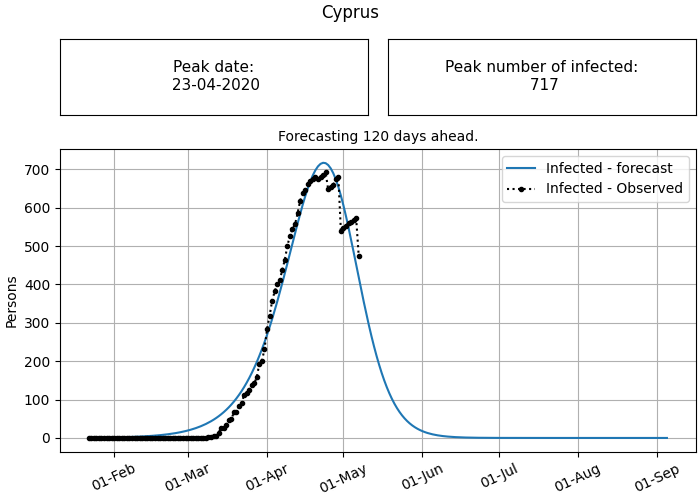 Cyprus
Peak date:
23-04-2020
Peak number of infected:
717
Forecasting 120 days ahead.
Infected - forecast
Infected - Observed
Persons
700
600
500
400
300
200
100
0
01-Feb
01-Mar
01-Apr
01-May
01-Jun
01-Jul
01-Aug
01-Sep